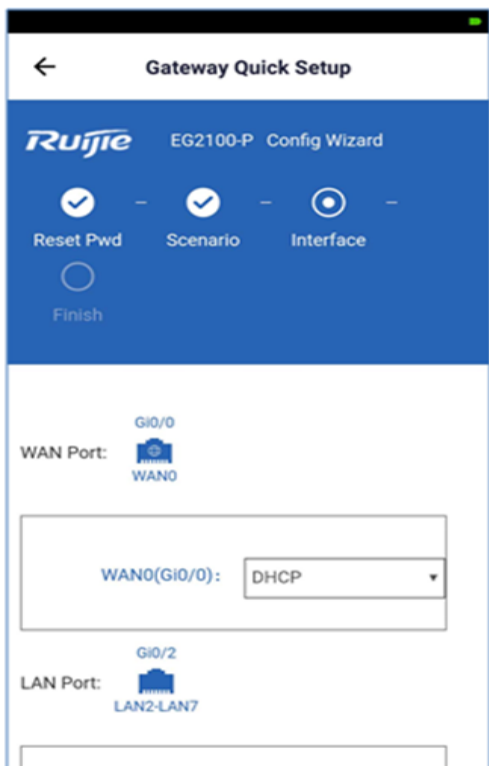 Gateway Quick Setup
Ruijie EG2100-P Config Wizard
Reset Pwd - Scenario - Interface -
Finish
Gi0/0
WAN Port:
WAN0
WAN0(Gi0/0): DHCP
Gi0/2
LAN Port:
LAN2-LAN7